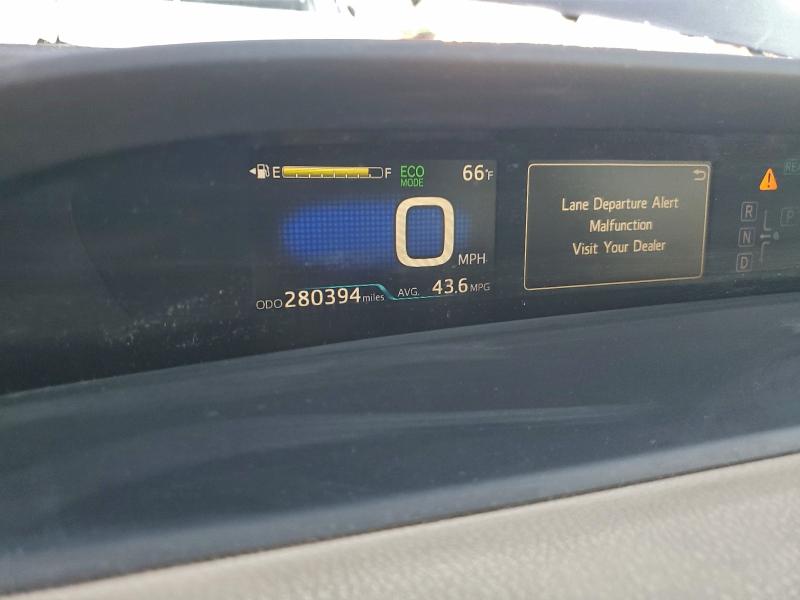 E F ECO MODE 66°F
0 MPH
ODO 280394 miles AVG. 43.6 MPG
Lane Departure Alert
Malfunction
Visit Your Dealer
R
N P
D